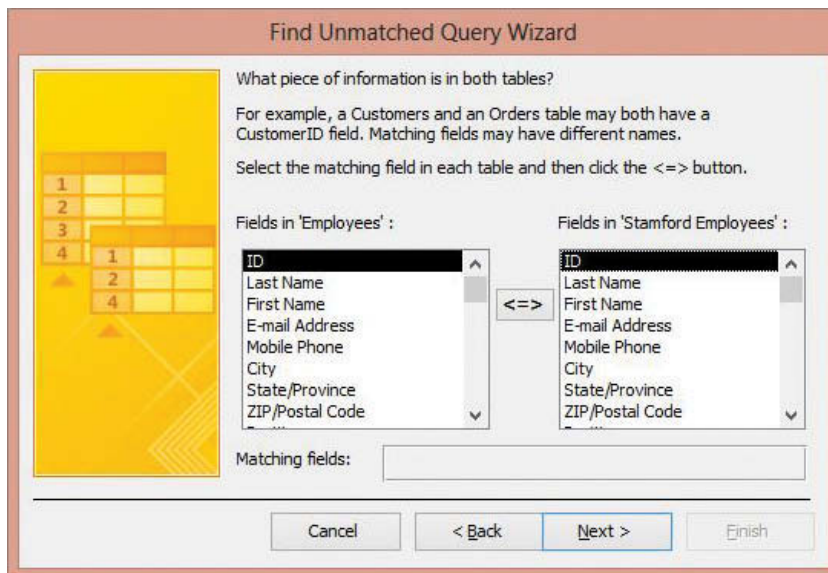 Find Unmatched Query Wizard
What piece of information is in both tables?
For example, a Customers and an Orders table may both have a
CustomerID field. Matching fields may have different names.
Select the matching field in each table and then click the <=> button.
1
2
3
4
1
2
4
Fields in 'Employees' :
ID
Last Name
First Name
E-mail Address
Mobile Phone
City
State/Province
ZIP/Postal Code
<=>
Fields in 'Stamford Employees' :
ID
Last Name
First Name
E-mail Address
Mobile Phone
City
State/Province
ZIP/Postal Code
Matching fields:
Cancel
< Back
Next >
Finish